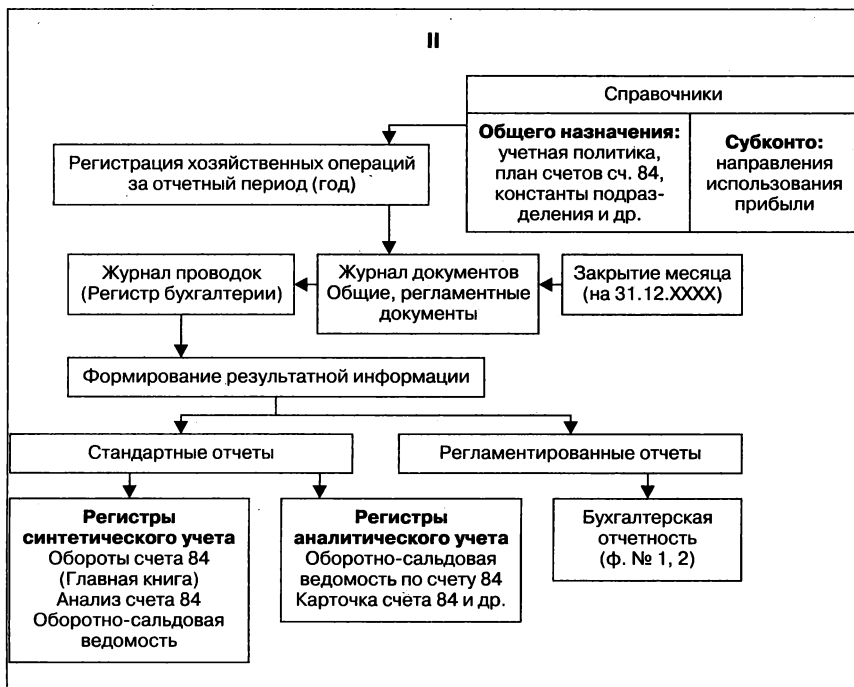 II
Справочники
Общего назначения:
учетная политика,
план счетов сч. 84,
константы подраз-
деления и др.
Субконто:
направления
использования
прибыли
Регистрация хозяйственных операций
за отчетный период (год)
Журнал проводок
(Регистр бухгалтерии)
Журнал документов
Общие, регламентные
документы
Закрытие месяца
(на 31.12.XXXX)
Формирование результатной информации
Стандартные отчеты
Регламентированные отчеты
Регистры
синтетического учета
Обороты счета 84
(Главная книга)
Анализ счета 84
Оборотно-сальдовая
ведомость
Регистры
аналитического учета
Оборотно-сальдовая
ведомость по счету 84
Карточка счета 84 и др.
Бухгалтерская
отчетность
(ф. № 1, 2)